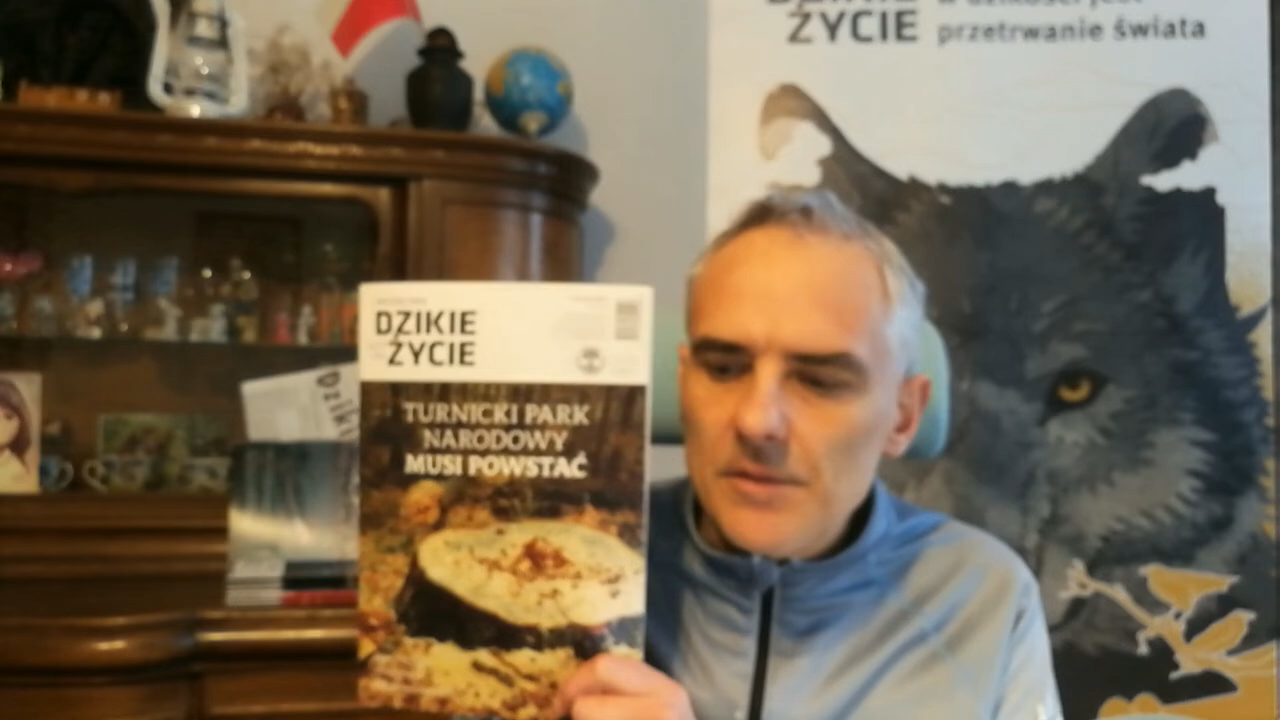 ŻYCIE
przetrwanie świata
DZIKIE
ŻYCIE
TURNICKI PARK
NARODOWY
MUSI POWSTAĆ